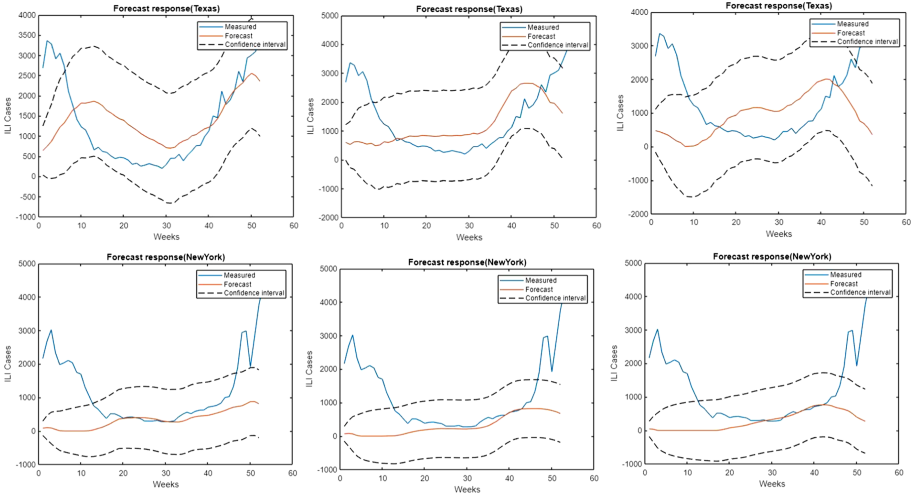 Forecast response(Texas)
4000
3500
3000
2500
2000
1500
1000
500
0
-500
-1000
ILI Cases
0 10 20 30 40 50 60
Weeks
Measured
Forecast
Confidence interval
Forecast response(Texas)
5000
4000
3000
2000
1000
0
-1000
-2000
ILI Cases
0 10 20 30 40 50 60
Weeks
Measured
Forecast
Confidence interval
Forecast response(Texas)
4000
3000
2000
1000
0
-1000
-2000
ILI Cases
0 10 20 30 40 50 60
Weeks
Measured
Forecast
Confidence interval
Forecast response(NewYork)
5000
4000
3000
2000
1000
0
-1000
ILI Cases
0 10 20 30 40 50 60
Weeks
Measured
Forecast
Confidence interval
Forecast response(NewYork)
5000
4000
3000
2000
1000
0
-1000
ILI Cases
0 10 20 30 40 50 60
Weeks
Measured
Forecast
Confidence interval
Forecast response(NewYork)
5000
4000
3000
2000
1000
0
-1000
ILI Cases
0 10 20 30 40 50 60
Weeks
Measured
Forecast
Confidence interval